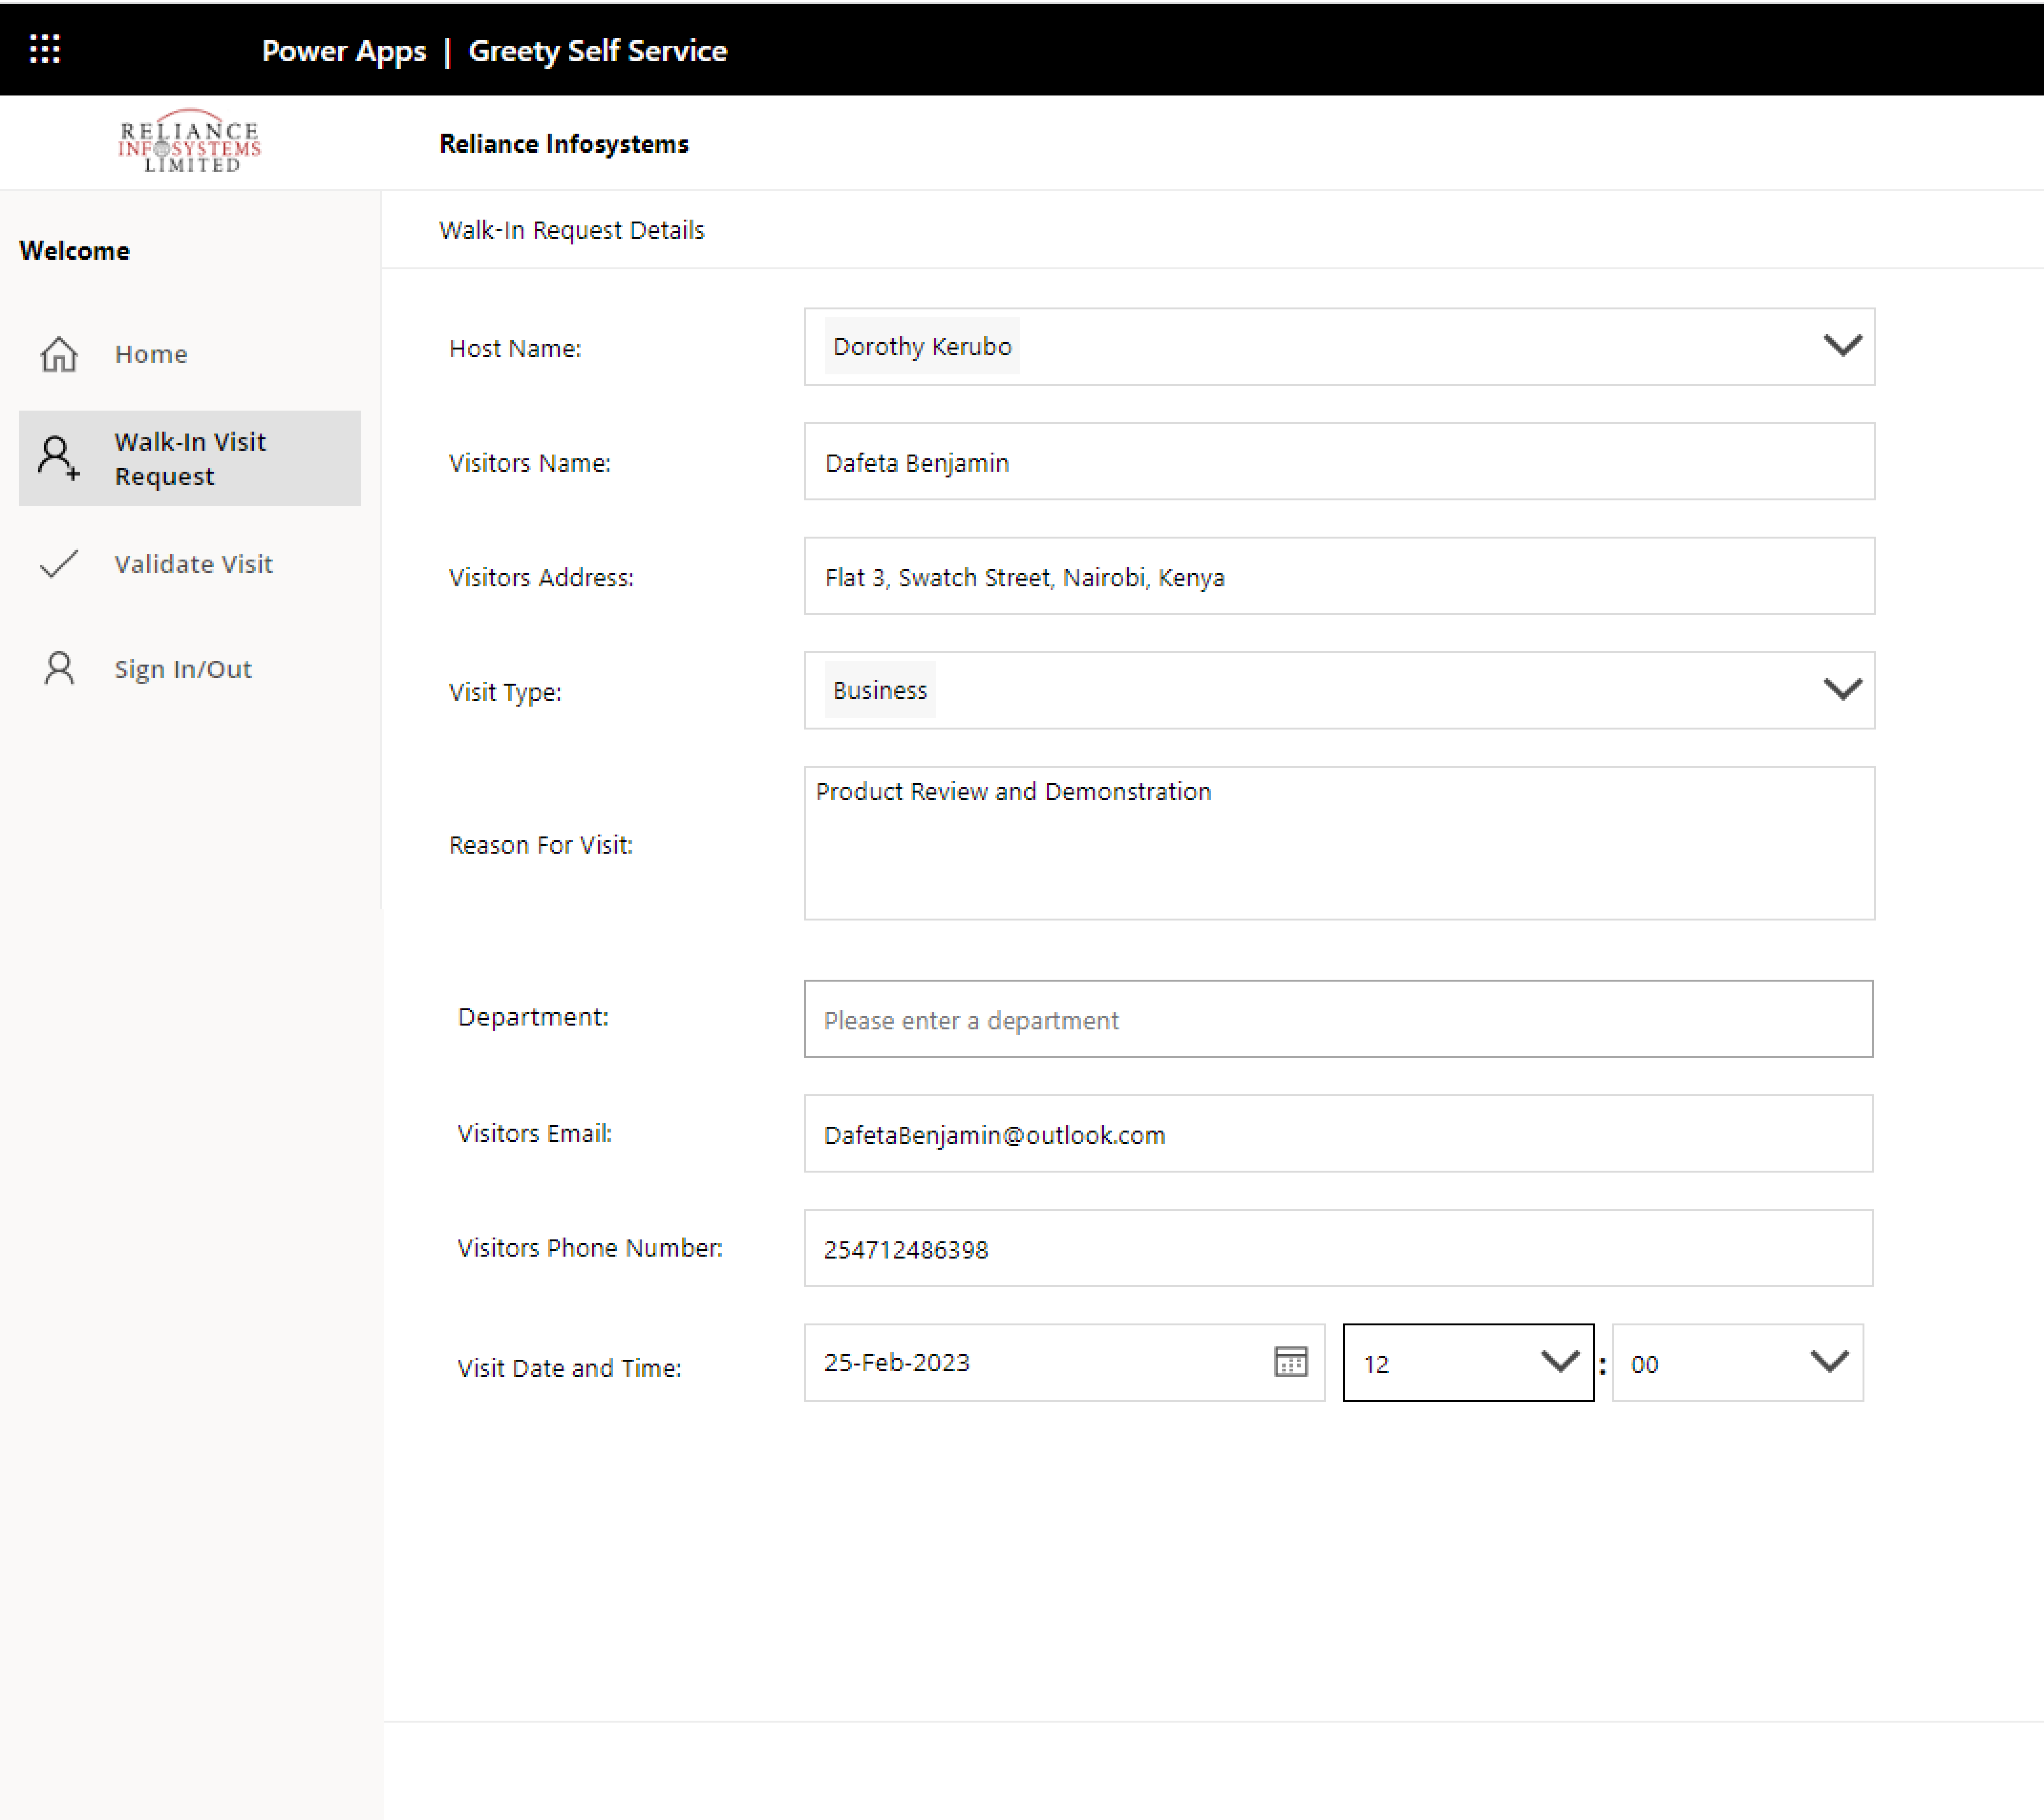 Power Apps | Greety Self Service
RELIANCE
INFOSYSTEMS
LIMITED
Reliance Infosystems
Welcome
Home
Walk-In Visit
Request
Validate Visit
Sign In/Out
Walk-In Request Details
Host Name: Dorothy Kerubo
Visitors Name: Dafeta Benjamin
Visitors Address: Flat 3, Swatch Street, Nairobi, Kenya
Visit Type: Business
Reason For Visit: Product Review and Demonstration
Department: Please enter a department
Visitors Email: DafetaBenjamin@outlook.com
Visitors Phone Number: 254712486398
Visit Date and Time: 25-Feb-2023 12 : 00